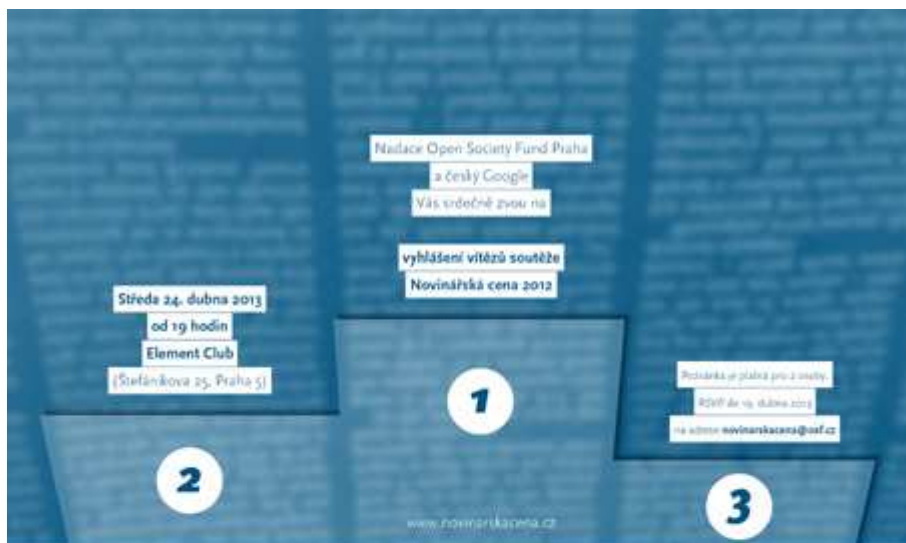 Nadace Open Society Fund Praha
a český Google
Vás srdečně zvou na
vyhlášení vítězů soutěže
Novinářská cena 2012
Středa 24. dubna 2013
od 19 hodin
Element Club
(Štefánikova 25, Praha 5)
Pozvánka je platná pro 2 osoby.
RSVP do 19. dubna 2013
na adrese novinarskacena@osf.cz
1
2
3
www.novinarskacena.cz